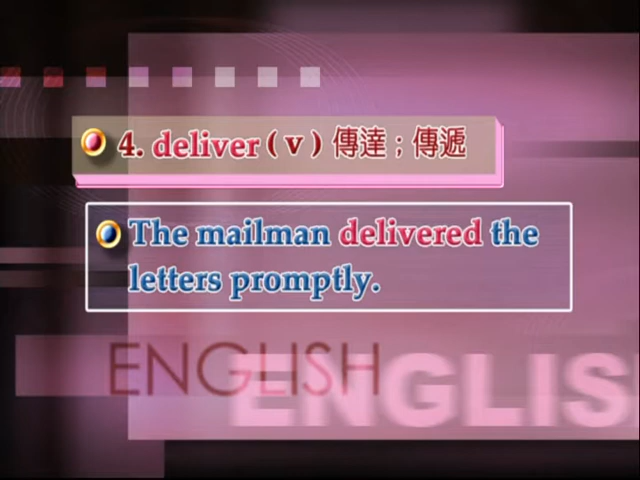 4. deliver ( v ) 傳達 ; 傳遞
The mailman delivered the
letters promptly.
ENGLISH
ENGLIS